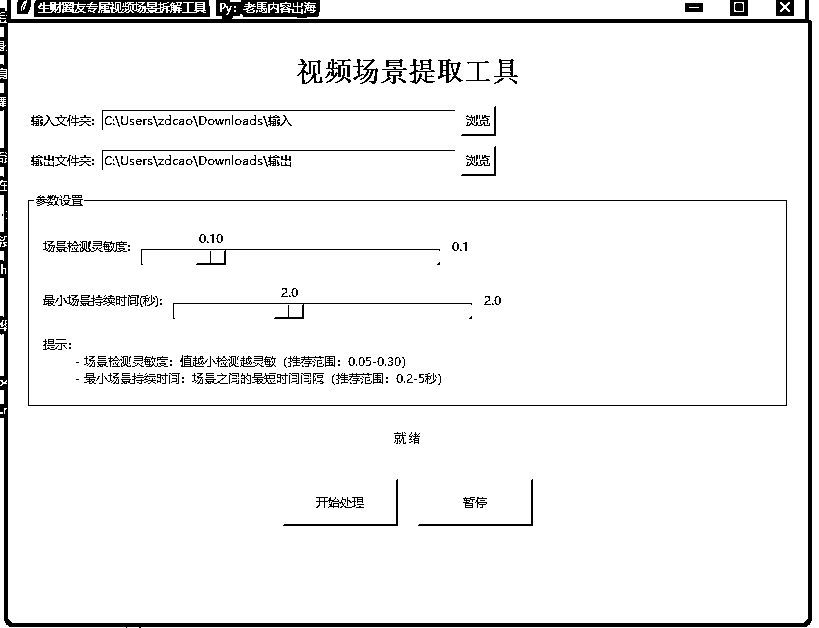 生财圈友专属视频场景拆解工具 Py：老馬内容出海
视频场景提取工具
输入文件夹: C:\Users\zdcao\Downloads\输入 浏览
输出文件夹: C:\Users\zdcao\Downloads\输出 浏览
参数设置
场景检测灵敏度: 0.10 0.1
最小场景持续时间(秒): 2.0 2.0
提示:
- 场景检测灵敏度: 值越小检测越灵敏 (推荐范围: 0.05-0.30)
- 最小场景持续时间: 场景之间的最短时间间隔 (推荐范围: 0.2-5秒)
就绪
开始处理 暂停